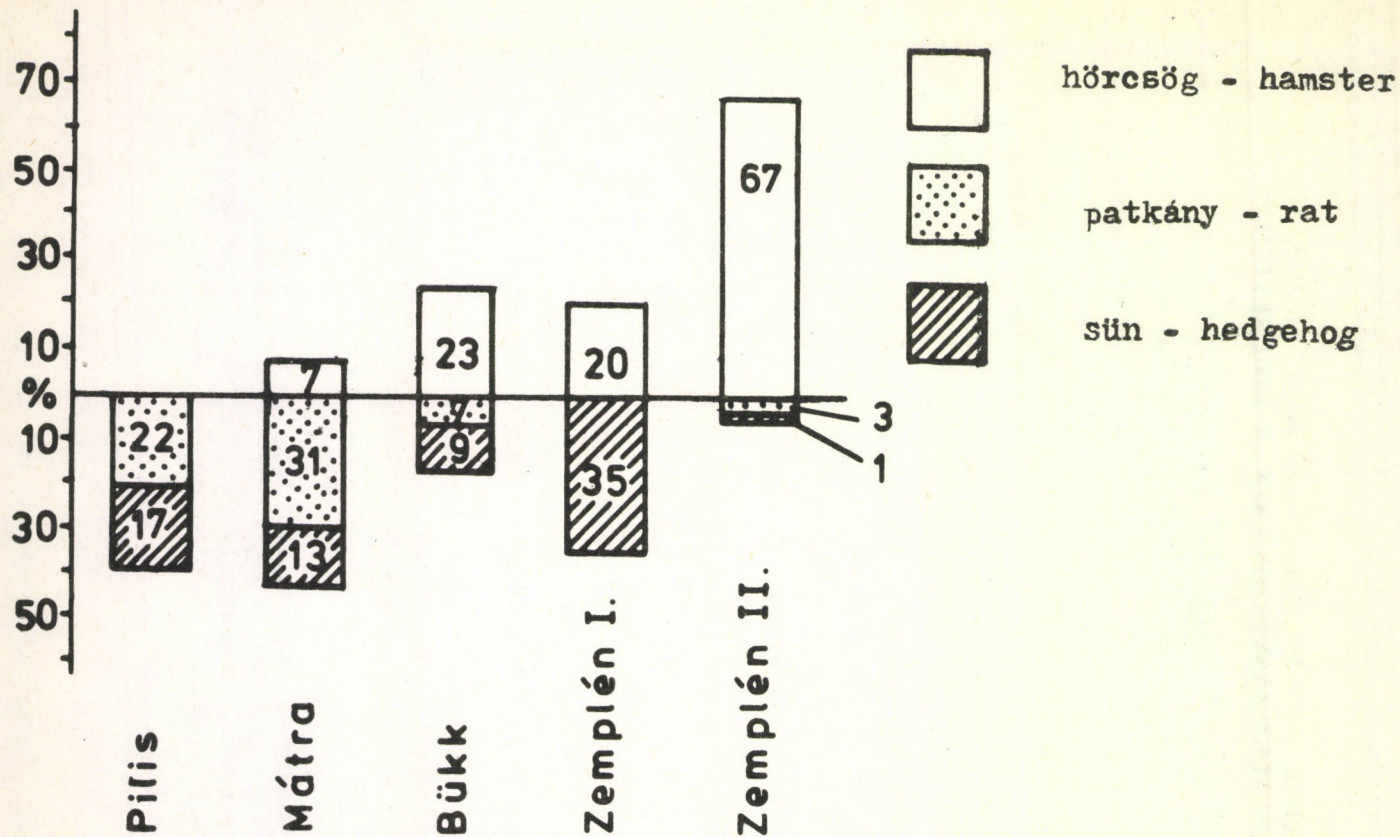 70
50
30
10
%
10
30
50
22
17
7
31
13
23
7
9
20
35
67
3
1
Pilis
Mátra
Bükk
Zemplén I.
Zemplén II.
hörcsög - hamster
patkány - rat
sün - hedgehog